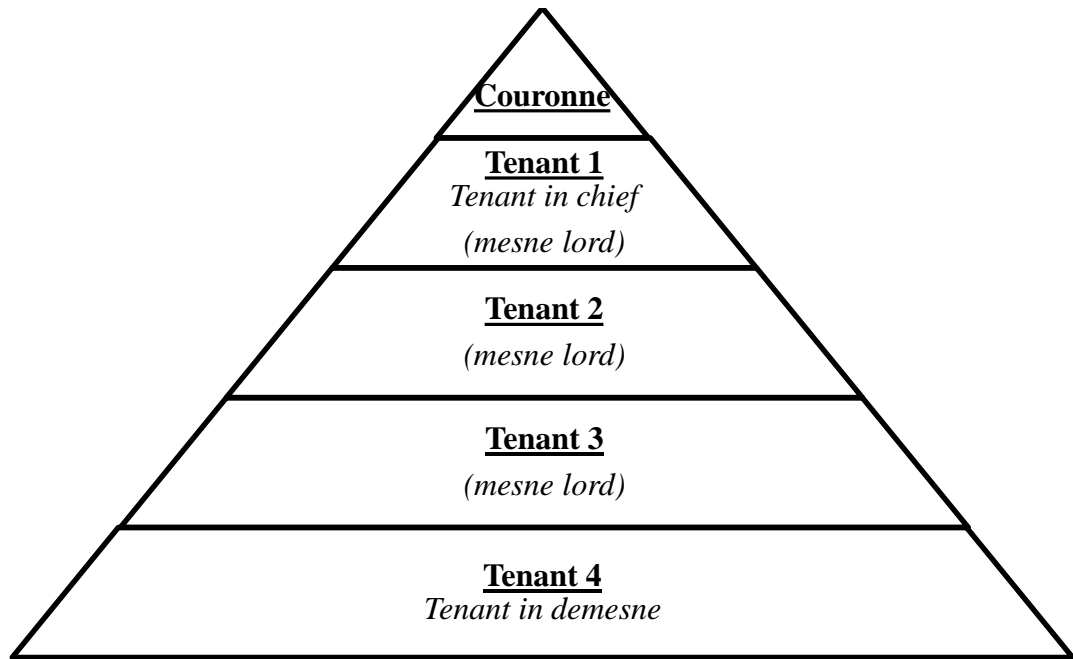 Couronne
Tenant 1
Tenant in chief
(mesne lord)
Tenant 2
(mesne lord)
Tenant 3
(mesne lord)
Tenant 4
Tenant in demesne